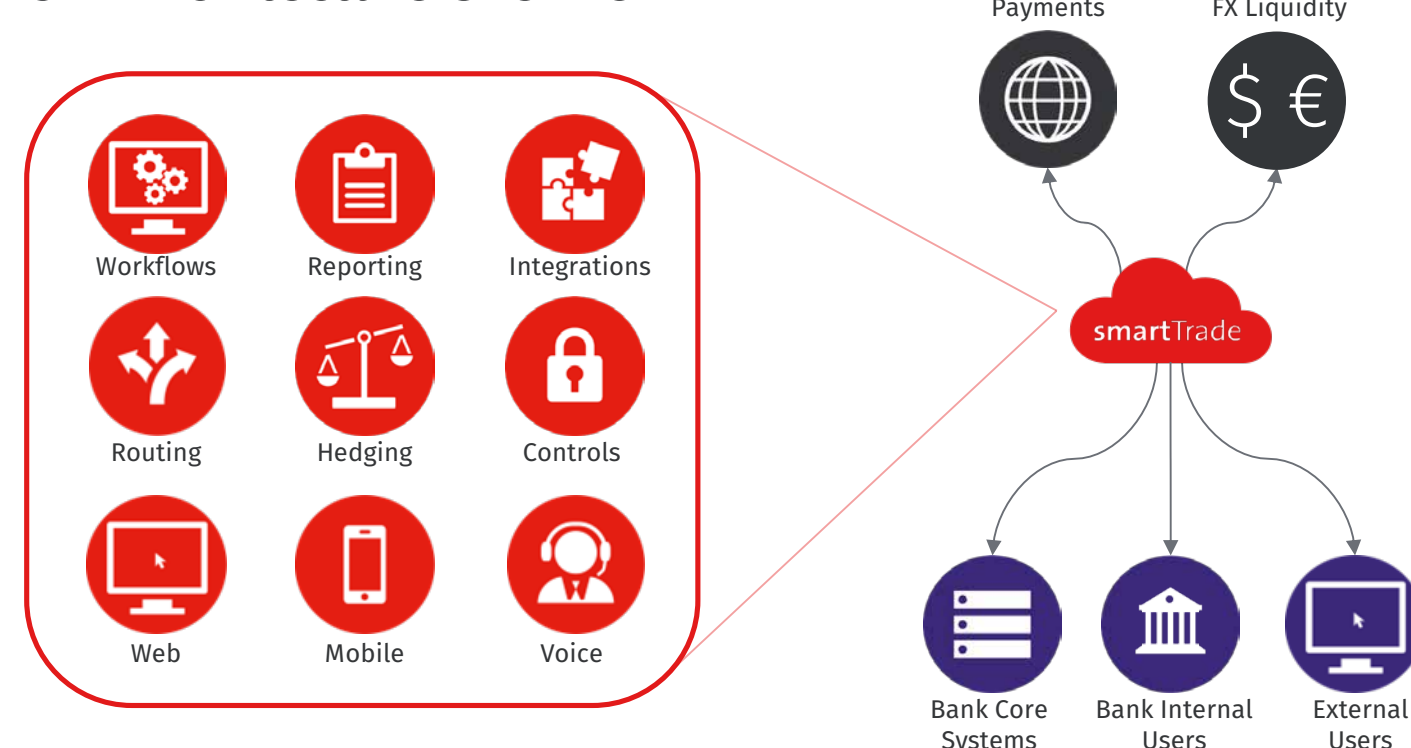 Payments
FX Liquidity
Workflows
Reporting
Integrations
Routing
Hedging
Controls
Web
Mobile
Voice
$ €
smartTrade
Bank Core
Systems
Bank Internal
Users
External
Users